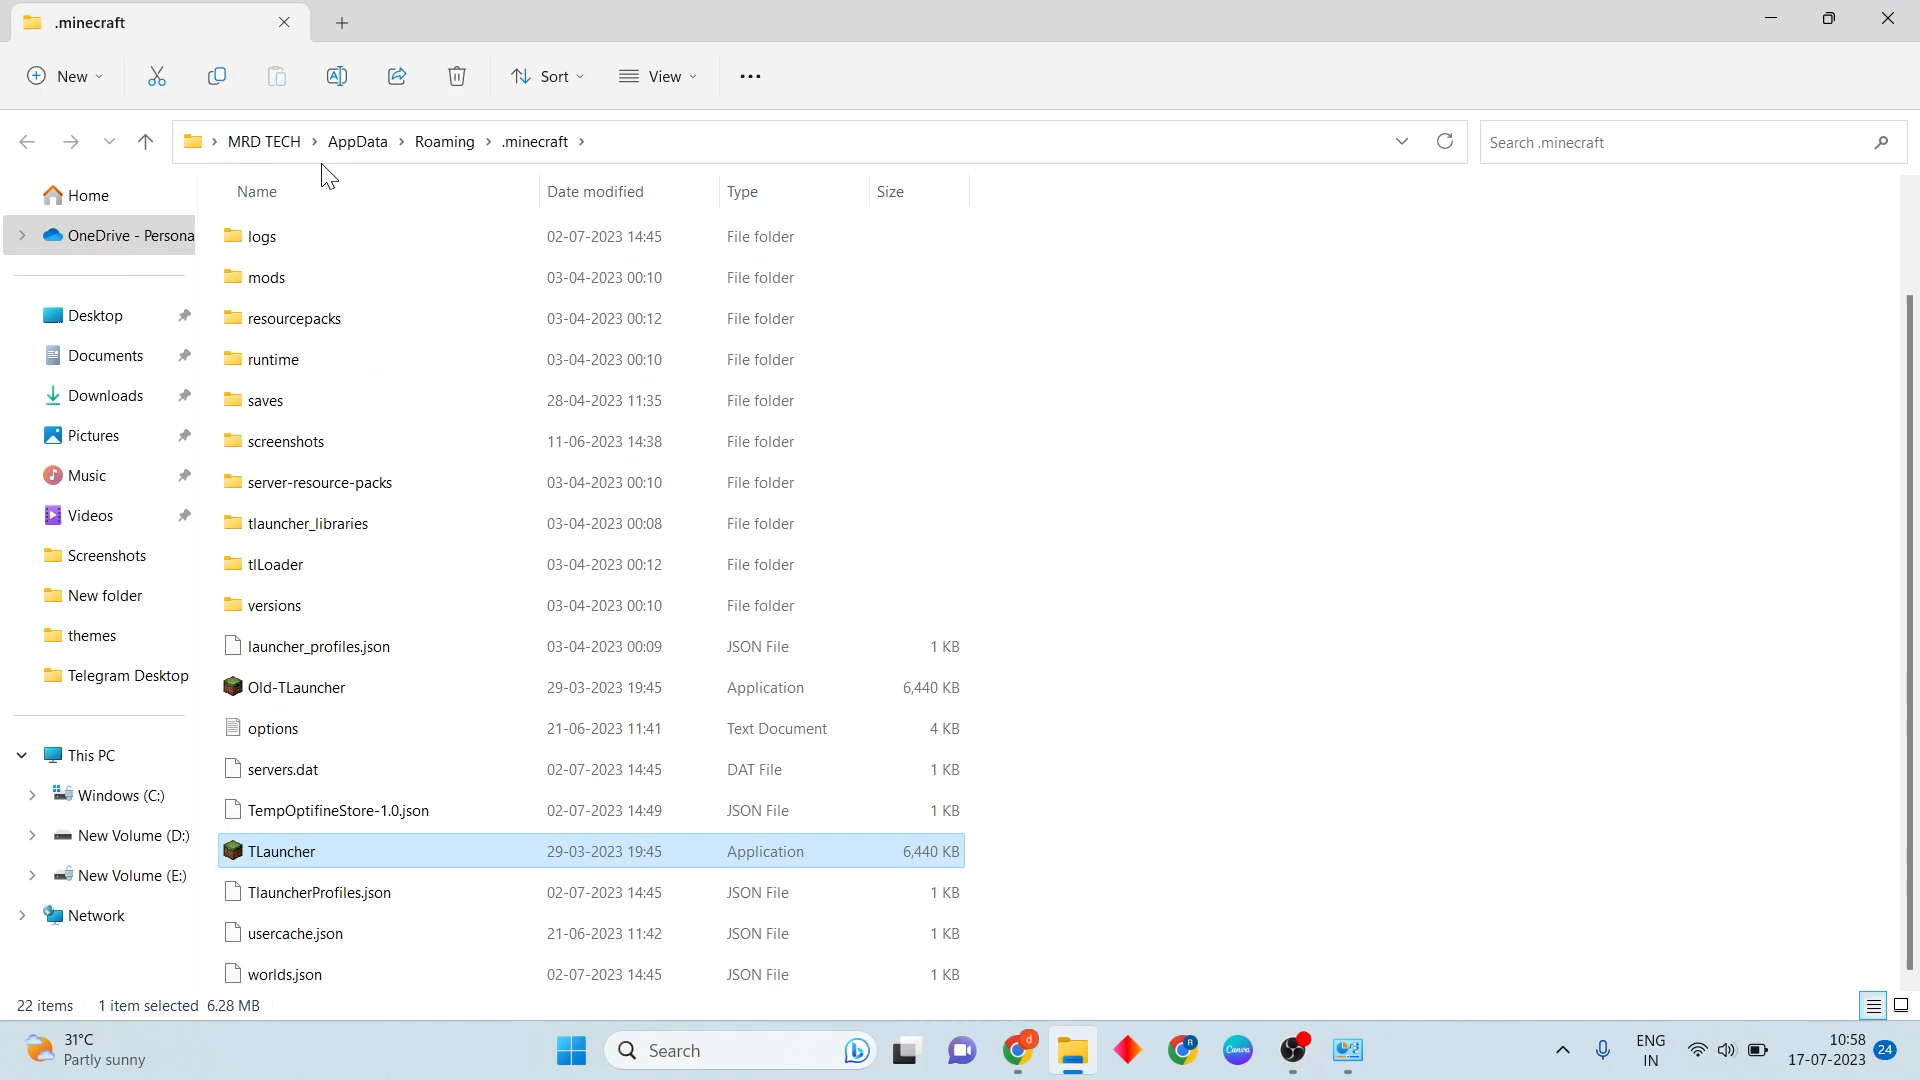 .minecraft
New
Sort
View
MRD TECH
AppData
Roaming
.minecraft
Search .minecraft
Name
Date modified
Type
Size
Home
OneDrive - Persona
Desktop
Documents
Downloads
Pictures
Music
Videos
Screenshots
New folder
themes
Telegram Desktop
This PC
Windows (C:)
New Volume (D:)
New Volume (E:)
Network
logs 02-07-2023 14:45 File folder
mods 03-04-2023 00:10 File folder
resourcepacks 03-04-2023 00:12 File folder
runtime 03-04-2023 00:10 File folder
saves 28-04-2023 11:35 File folder
screenshots 11-06-2023 14:38 File folder
server-resource-packs 03-04-2023 00:10 File folder
tlauncher_libraries 03-04-2023 00:08 File folder
tlLoader 03-04-2023 00:12 File folder
versions 03-04-2023 00:10 File folder
launcher_profiles.json 03-04-2023 00:09 JSON File 1 KB
Old-TLauncher 29-03-2023 19:45 Application 6,440 KB
options 21-06-2023 11:41 Text Document 4 KB
servers.dat 02-07-2023 14:45 DAT File 1 KB
TempOptifineStore-1.0.json 02-07-2023 14:49 JSON File 1 KB
TLauncher 29-03-2023 19:45 Application 6,440 KB
TlauncherProfiles.json 02-07-2023 14:45 JSON File 1 KB
usercache.json 21-06-2023 11:42 JSON File 1 KB
worlds.json 02-07-2023 14:45 JSON File 1 KB
22 items 1 item selected 6.28 MB
31°C
Partly sunny
Search
d
R
Canva
ENG
IN
10:58
17-07-2023
24